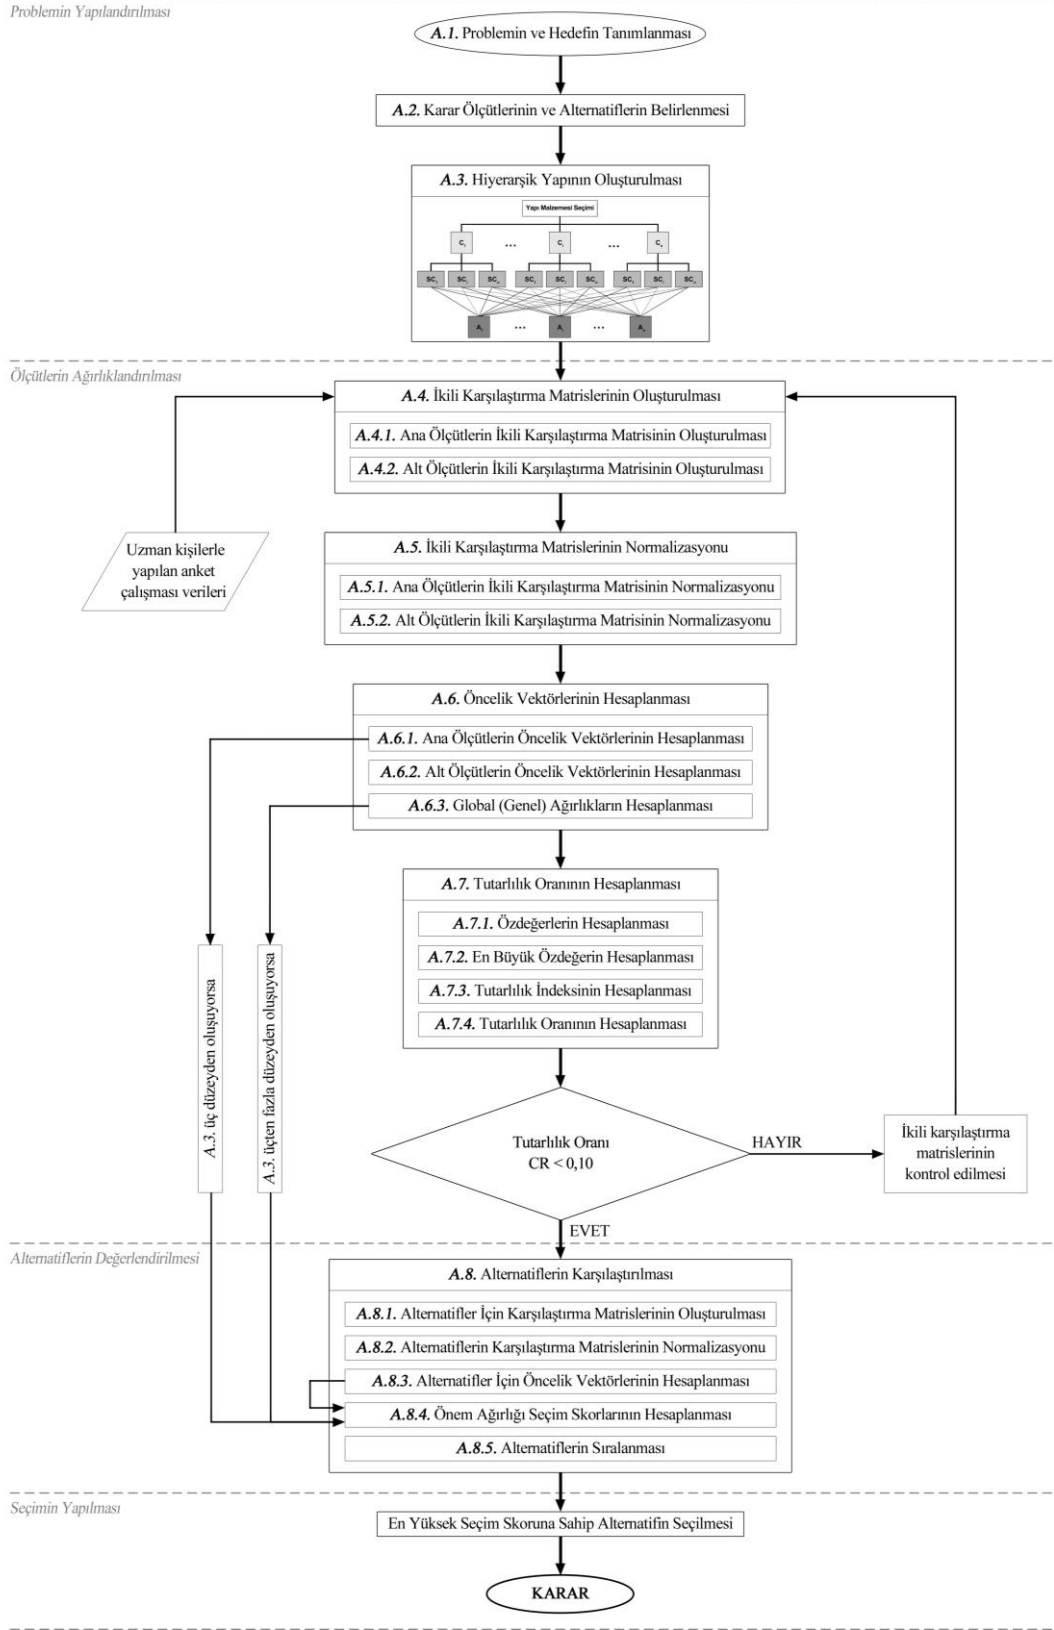 Problemin Yapılandırılması
A.1. Problemin ve Hedefin Tanımlanması
A.2. Karar Ölçütlerinin ve Alternatiflerin Belirlenmesi
A.3. Hiyerarşik Yapının Oluşturulması
Yapı Malzemesi Seçimi
... ...
... ...
Ölçütlerin Ağırlıklandırılması
A.4. İkili Karşılaştırma Matrislerinin Oluşturulması
A.4.1. Ana Ölçütlerin İkili Karşılaştırma Matrisinin Oluşturulması
A.4.2. Alt Ölçütlerin İkili Karşılaştırma Matrisinin Oluşturulması
Uzman kişilerle
yapılan anket
çalışması verileri
A.5. İkili Karşılaştırma Matrislerinin Normalizasyonu
A.5.1. Ana Ölçütlerin İkili Karşılaştırma Matrisinin Normalizasyonu
A.5.2. Alt Ölçütlerin İkili Karşılaştırma Matrisinin Normalizasyonu
A.6. Öncelik Vektörlerinin Hesaplanması
A.6.1. Ana Ölçütlerin Öncelik Vektörlerinin Hesaplanması
A.6.2. Alt Ölçütlerin Öncelik Vektörlerinin Hesaplanması
A.6.3. Global (Genel) Ağırlıkların Hesaplanması
A.7. Tutarlılık Oranının Hesaplanması
A.7.1. Özdeğerlerin Hesaplanması
A.7.2. En Büyük Özdeğerin Hesaplanması
A.7.3. Tutarlılık İndeksinin Hesaplanması
A.7.4. Tutarlılık Oranının Hesaplanması
A.3. üç düzeyden oluşuyorsa
A.3. üçten fazla düzeyden oluşuyorsa
Tutarlılık Oranı
CR < 0,10
HAYIR
İkili karşılaştırma
matrislerinin
kontrol edilmesi
EVET
Alternatiflerin Değerlendirilmesi
A.8. Alternatiflerin Karşılaştırılması
A.8.1. Alternatifler İçin Karşılaştırma Matrislerinin Oluşturulması
A.8.2. Alternatiflerin Karşılaştırma Matrislerinin Normalizasyonu
A.8.3. Alternatifler İçin Öncelik Vektörlerinin Hesaplanması
A.8.4. Önem Ağırlığı Seçim Skorlarının Hesaplanması
A.8.5. Alternatiflerin Sıralanması
Seçimin Yapılması
En Yüksek Seçim Skoruna Sahip Alternatifin Seçilmesi
KARAR